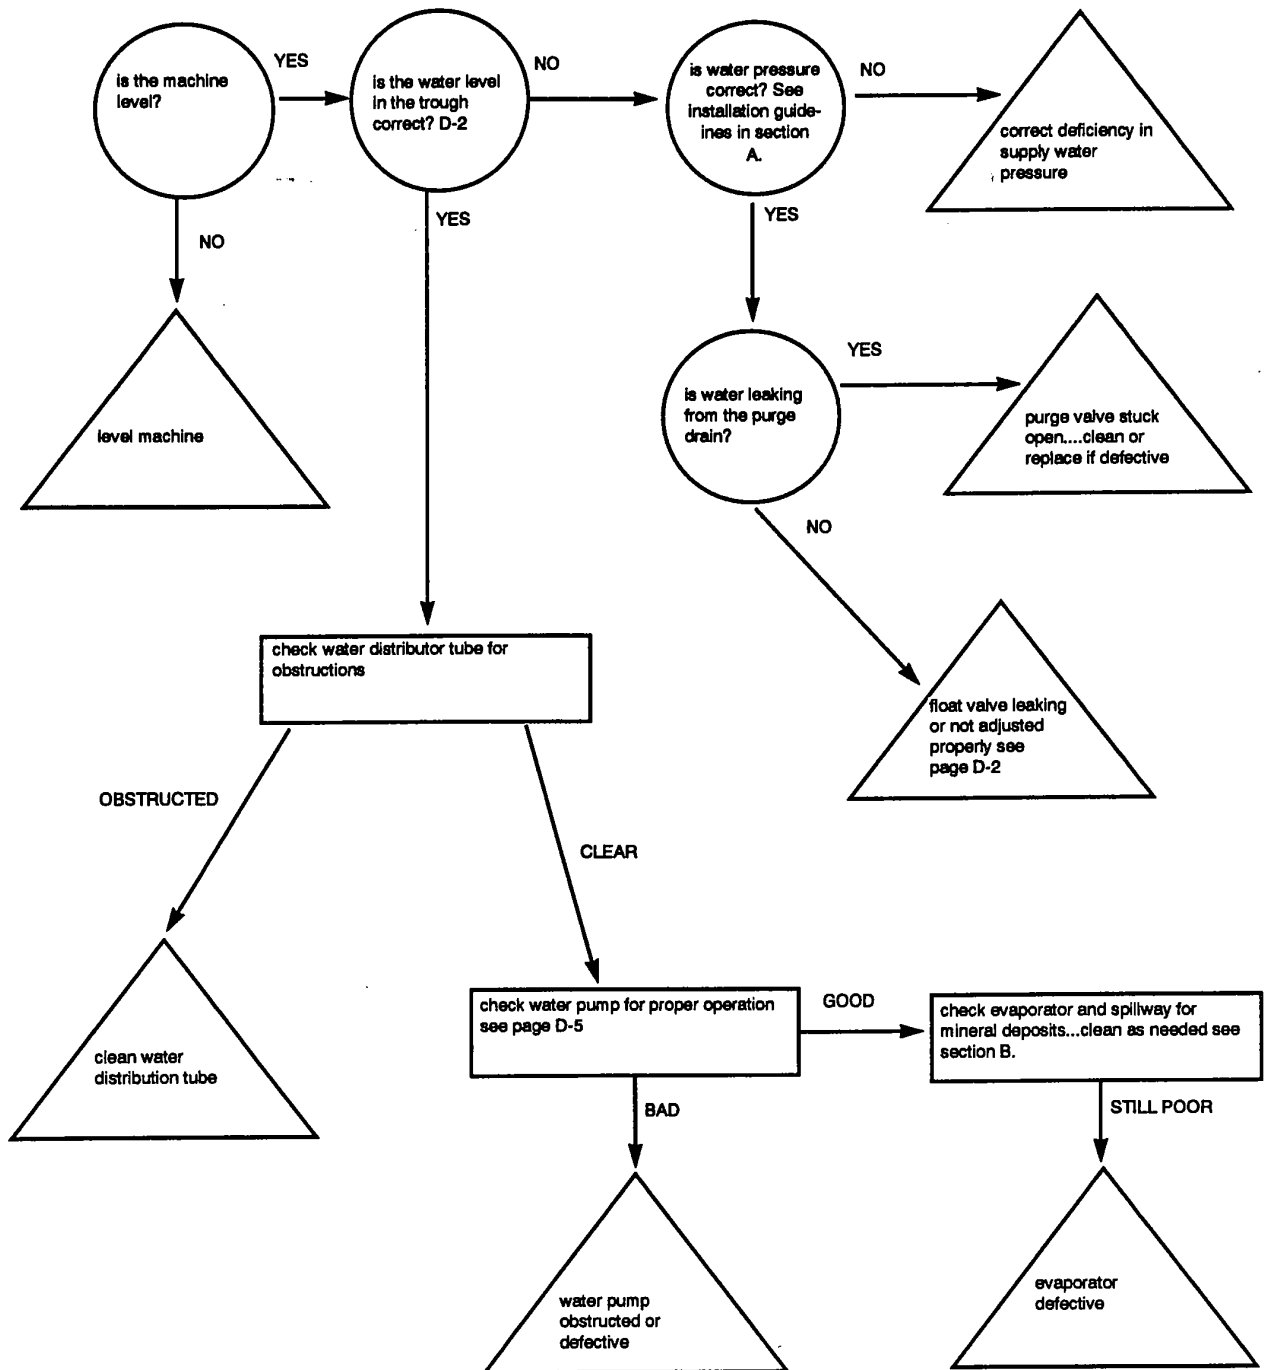 is the machine
level?
YES
is the water level
in the trough
correct? D-2
NO
is water pressure
correct? See
installation guide-
ines in section
A.
NO
correct deficiency in
supply water
pressure
NO
YES
YES
level machine
is water leaking
from the purge
drain?
YES
purge valve stuck
open....clean or
replace if defective
NO
check water distributor tube for
obstructions
float valve leaking
or not adjusted
properly see
page D-2
OBSTRUCTED
CLEAR
clean water
distribution tube
check water pump for proper operation
see page D-5
GOOD
check evaporator and spillway for
mineral deposits...clean as needed see
section B.
BAD
STILL POOR
water pump
obstructed or
defective
evaporator
defective